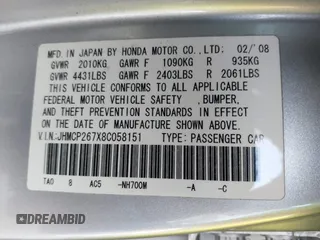 MFD. IN JAPAN BY HONDA MOTOR CO.,LTD. 02/'08
GVWR 2010KG GAWR F 1090KG R 935KG
GVWR 4431LBS GAWR F 2403LBS R 2061LBS
THIS VEHICLE CONFORMS TO ALL APPLICABLE
FEDERAL MOTOR VEHICLE SAFETY , BUMPER,
AND THEFT PREVENTION STANDARDS IN EFFECT
ON THE DATE OF MANUFACTURE SHOWN ABOVE.
V.I.N:JHMCP267X8C058151 TYPE: PASSENGER CAR
TA0 8 AC5 -NH700M -A -C
DREAMBID